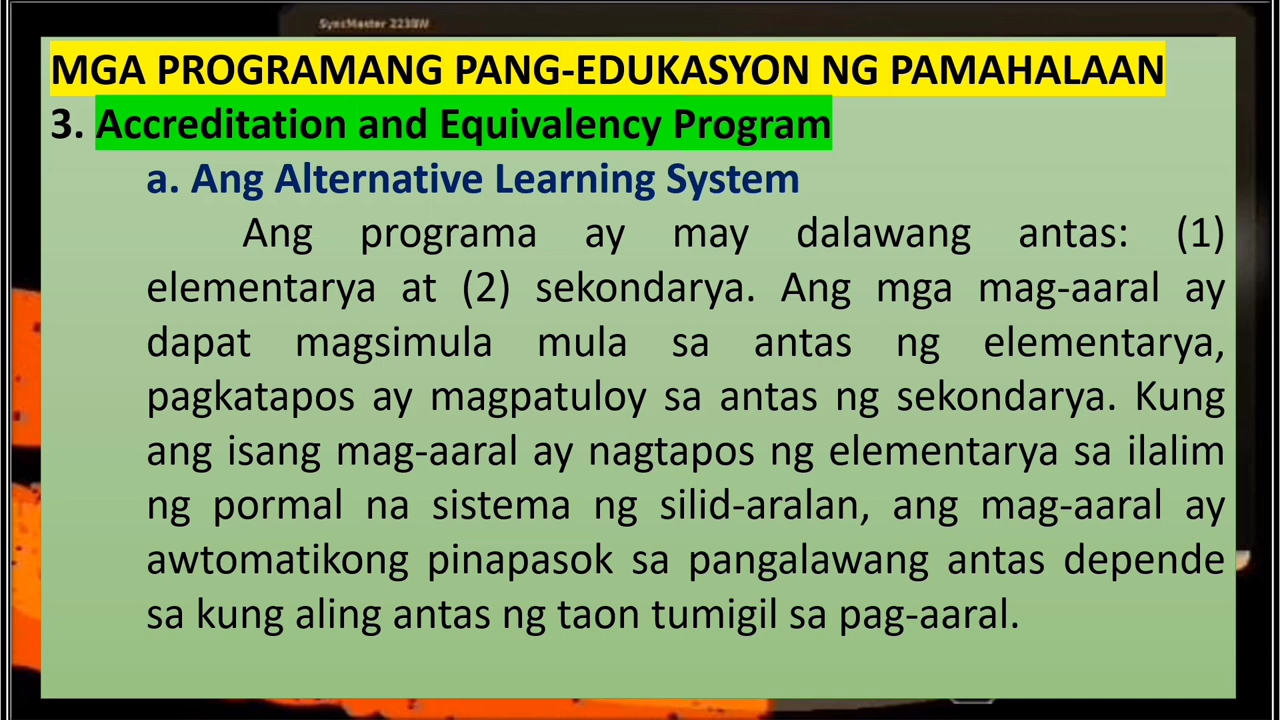 SyncMaster 2238W
MGA PROGRAMANG PANG-EDUKASYON NG PAMAHALAAN
3. Accreditation and Equivalency Program
a. Ang Alternative Learning System
Ang programa ay may dalawang antas: (1)
elementarya at (2) sekondarya. Ang mga mag-aaral ay
dapat magsimula mula sa antas ng elementarya,
pagkatapos ay magpatuloy sa antas ng sekondarya. Kung
ang isang mag-aaral ay nagtapos ng elementarya sa ilalim
ng pormal na sistema ng silid-aralan, ang mag-aaral ay
awtomatikong pinapasok sa pangalawang antas depende
sa kung aling antas ng taon tumigil sa pag-aaral.